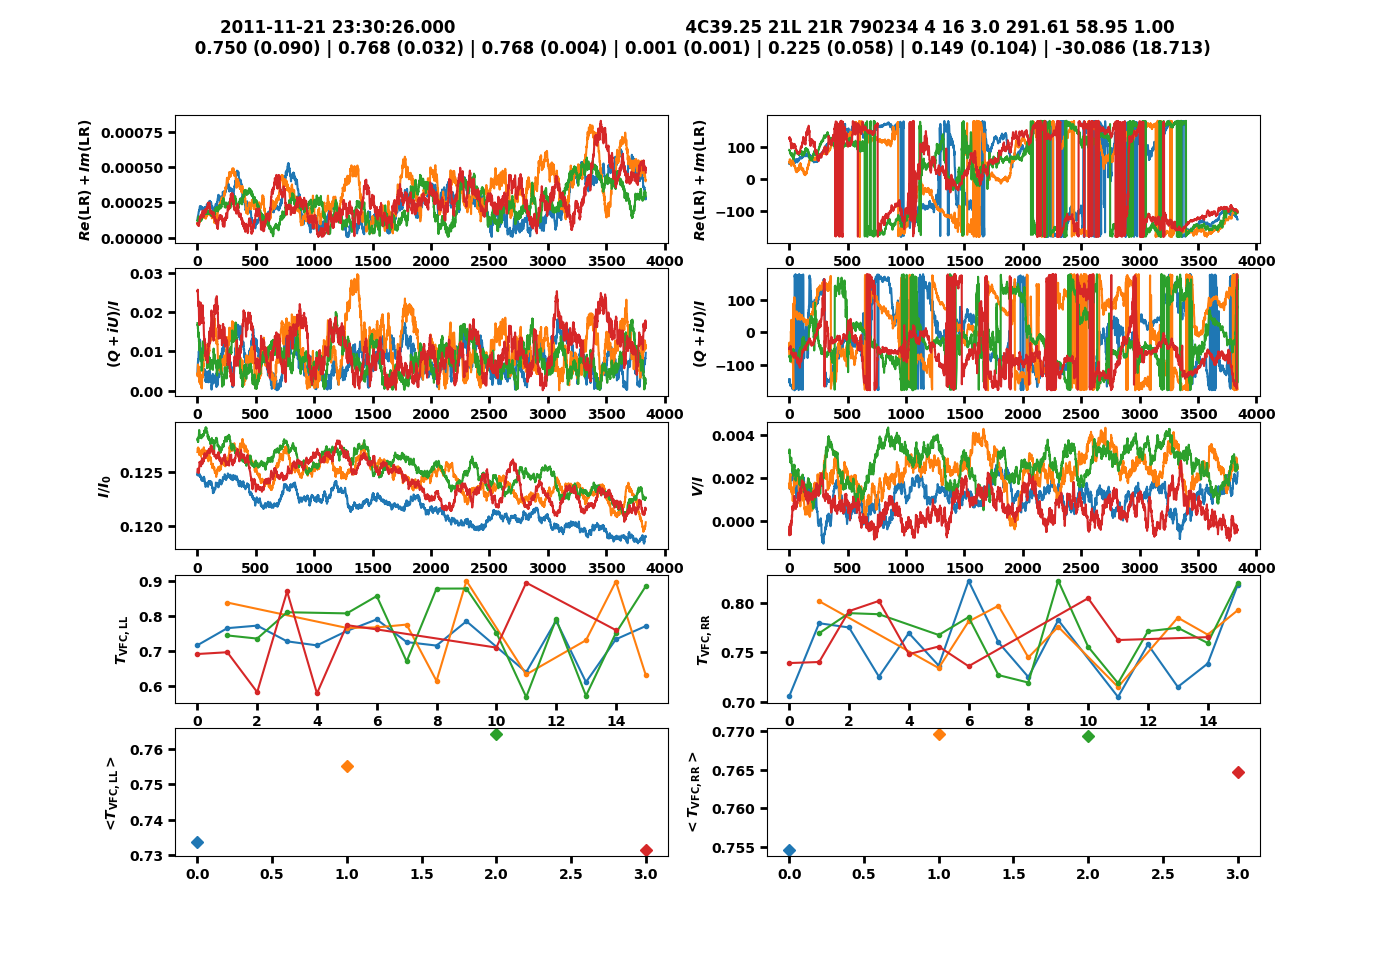 2011-11-21 23:30:26.000 4C39.25 21L 21R 790234 4 16 3.0 291.61 58.95 1.00
0.750 (0.090) | 0.768 (0.032) | 0.768 (0.004) | 0.001 (0.001) | 0.225 (0.058) | 0.149 (0.104) | -30.086 (18.713)
Re(LR) + Im(LR)
0.00075
0.00050
0.00025
0.00000
0 500 1000 1500 2000 2500 3000 3500 4000
Re(LR) + Im(LR)
100
0
−100
0 500 1000 1500 2000 2500 3000 3500 4000
(Q + iU)/I
0.03
0.02
0.01
0.00
0 500 1000 1500 2000 2500 3000 3500 4000
(Q + iU)/I
100
0
−100
0 500 1000 1500 2000 2500 3000 3500 4000
I/I0
0.125
0.120
0 500 1000 1500 2000 2500 3000 3500 4000
V/I
0.004
0.002
0.000
0 500 1000 1500 2000 2500 3000 3500 4000
TVFC,LL
0.9
0.8
0.7
0.6
0 2 4 6 8 10 12 14
TVFC,RR
0.80
0.75
0.70
0 2 4 6 8 10 12 14
<TVFC,LL>
0.76
0.75
0.74
0.73
0.0 0.5 1.0 1.5 2.0 2.5 3.0
< TVFC,RR >
0.770
0.765
0.760
0.755
0.0 0.5 1.0 1.5 2.0 2.5 3.0